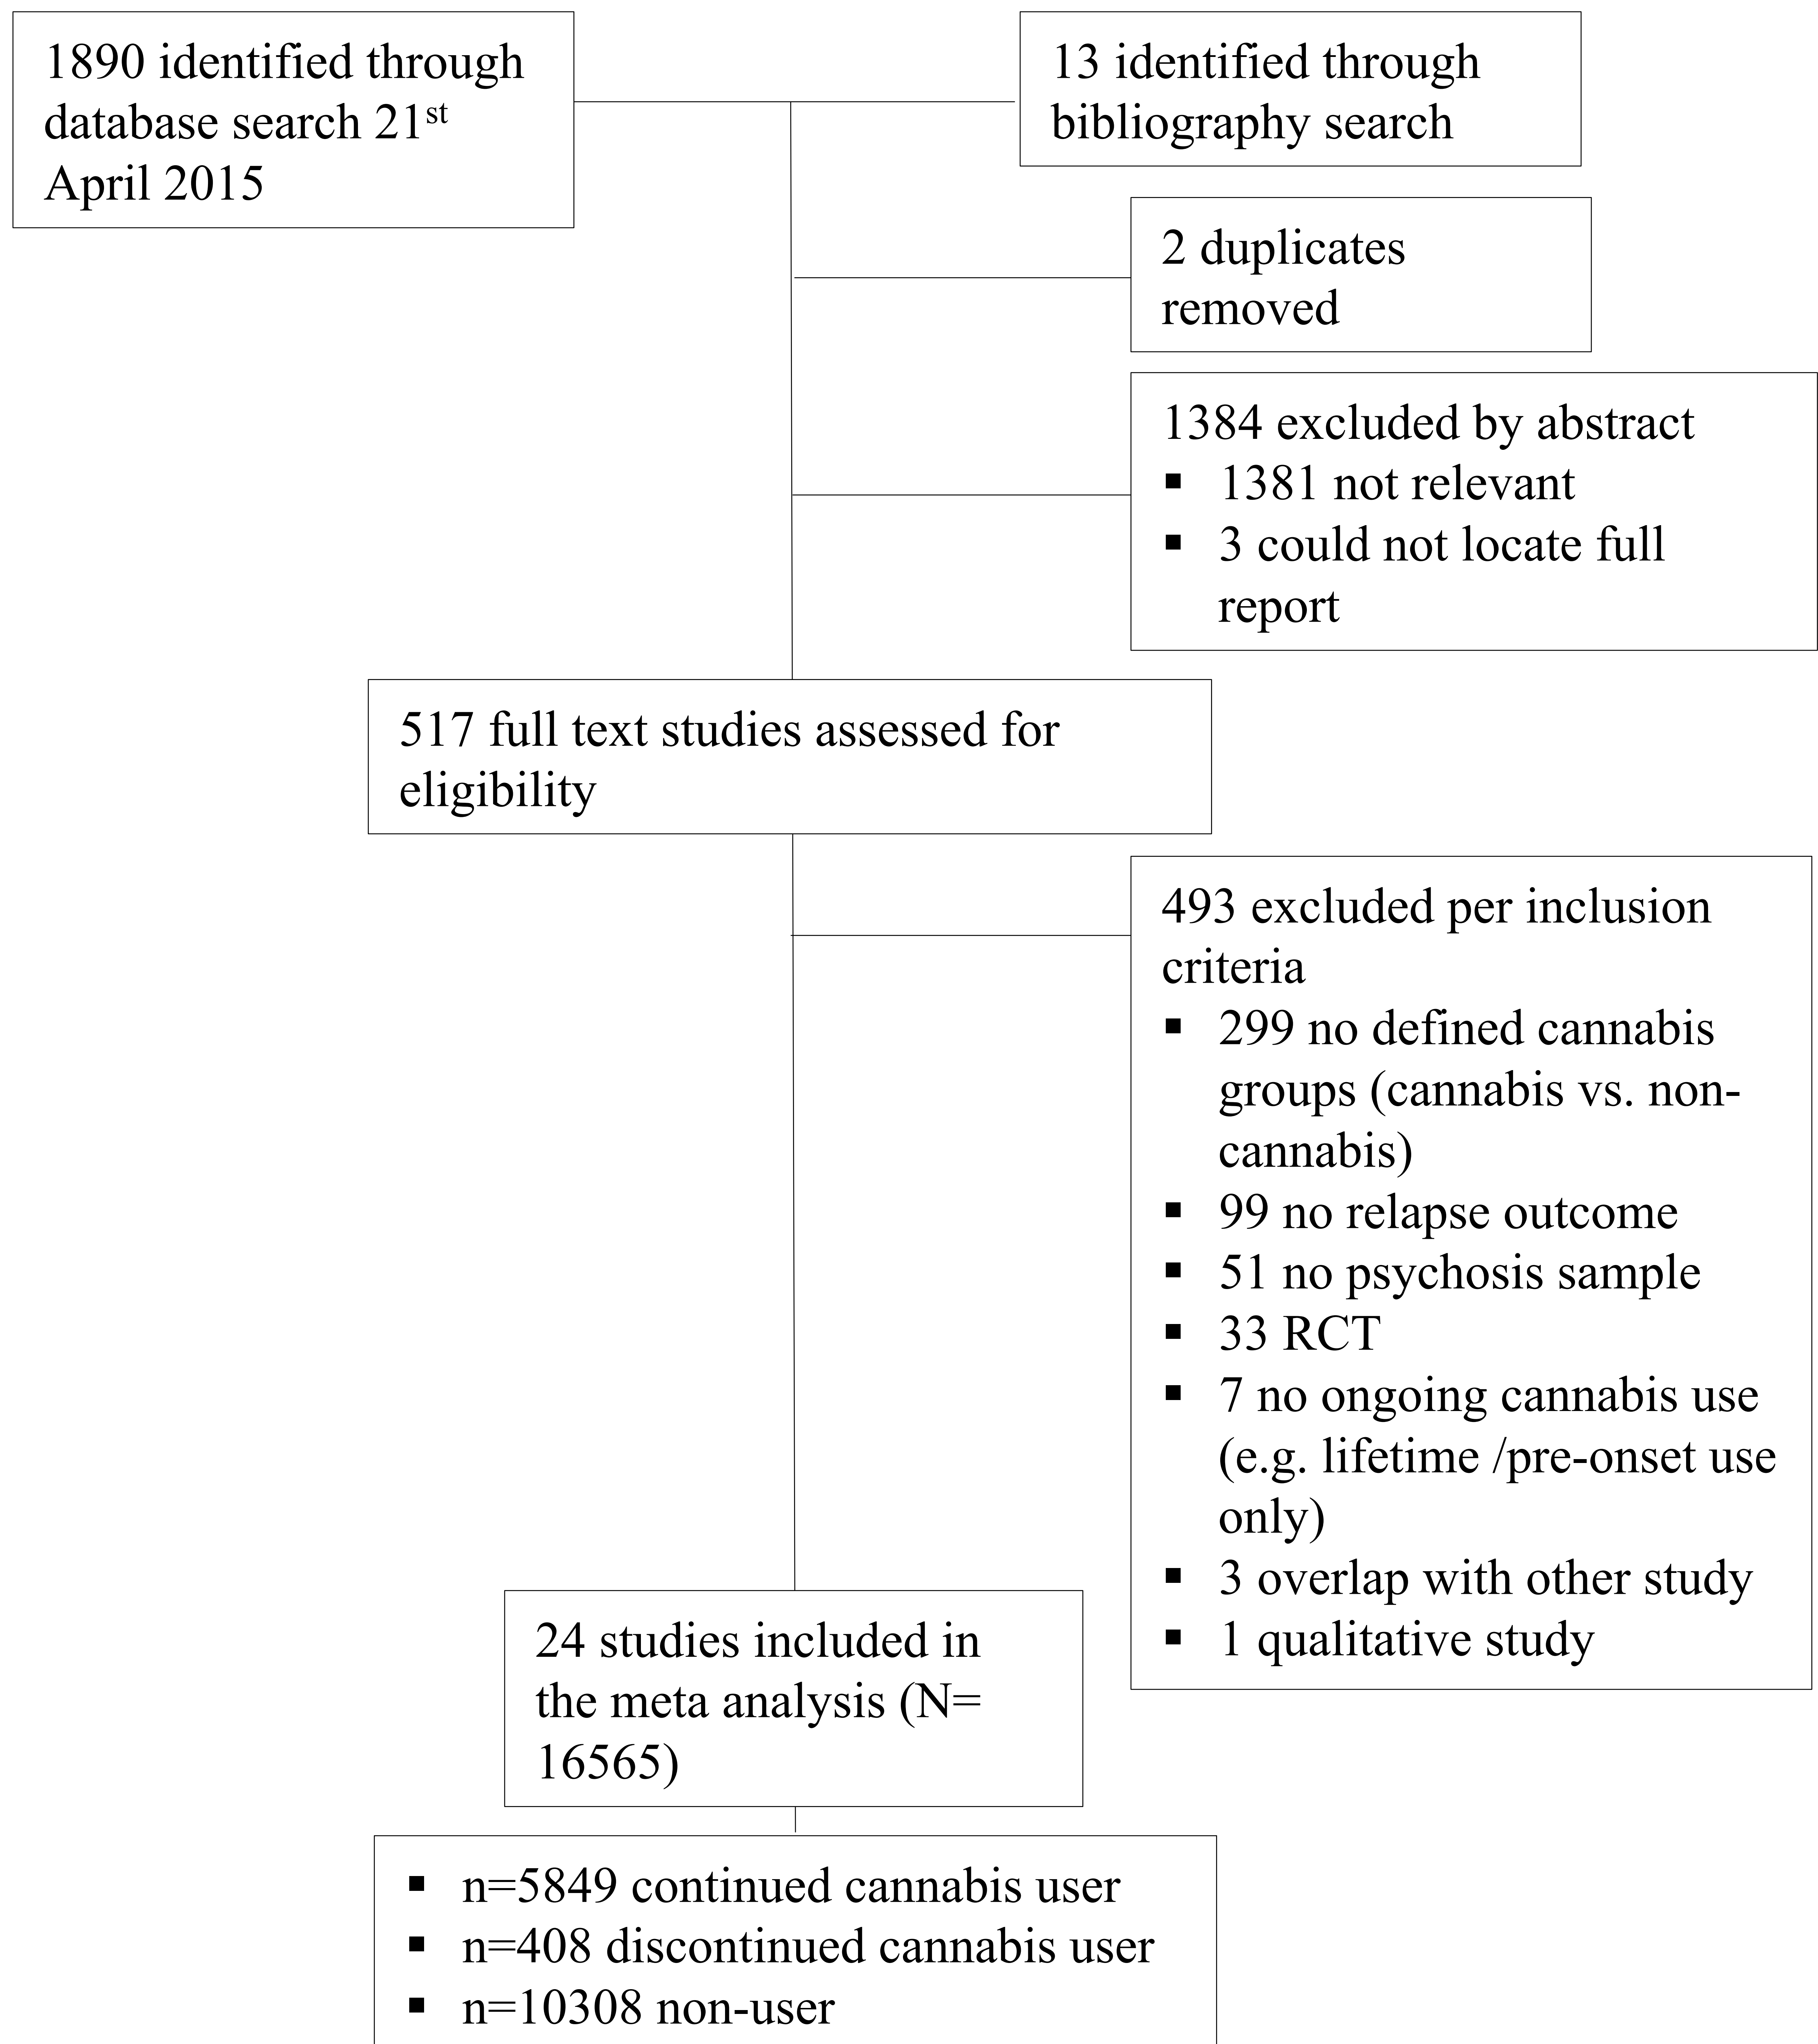 1890 identified through
database search 21st
April 2015
13 identified through
bibliography search
2 duplicates
removed
1384 excluded by abstract
▪ 1381 not relevant
▪ 3 could not locate full
report
517 full text studies assessed for
eligibility
493 excluded per inclusion
criteria
▪ 299 no defined cannabis
groups (cannabis vs. non-
cannabis)
▪ 99 no relapse outcome
▪ 51 no psychosis sample
▪ 33 RCT
▪ 7 no ongoing cannabis use
(e.g. lifetime /pre-onset use
only)
▪ 3 overlap with other study
▪ 1 qualitative study
24 studies included in
the meta analysis (N=
16565)
▪ n=5849 continued cannabis user
▪ n=408 discontinued cannabis user
▪ n=10308 non-user